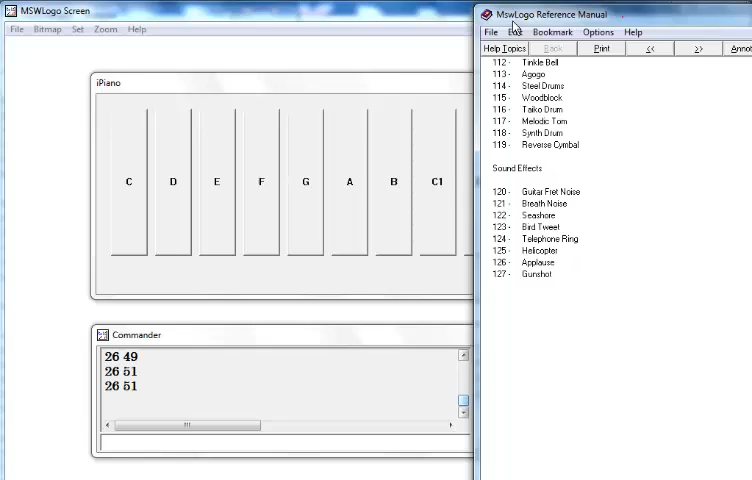 MSWLogo Screen
File Bitmap Set Zoom Help
iPiano
C D E F G A B C1
Commander
26 49
26 51
26 51
MswLogo Reference Manual
File Bookmark Options Help
Help Topics Back Print << >> Annot
112 - Tinkle Bell
113 - Agogo
114 - Steel Drums
115 - Woodblock
116 - Taiko Drum
117 - Melodic Tom
118 - Synth Drum
119 - Reverse Cymbal
Sound Effects
120 - Guitar Fret Noise
121 - Breath Noise
122 - Seashore
123 - Bird Tweet
124 - Telephone Ring
125 - Helicopter
126 - Applause
127 - Gunshot